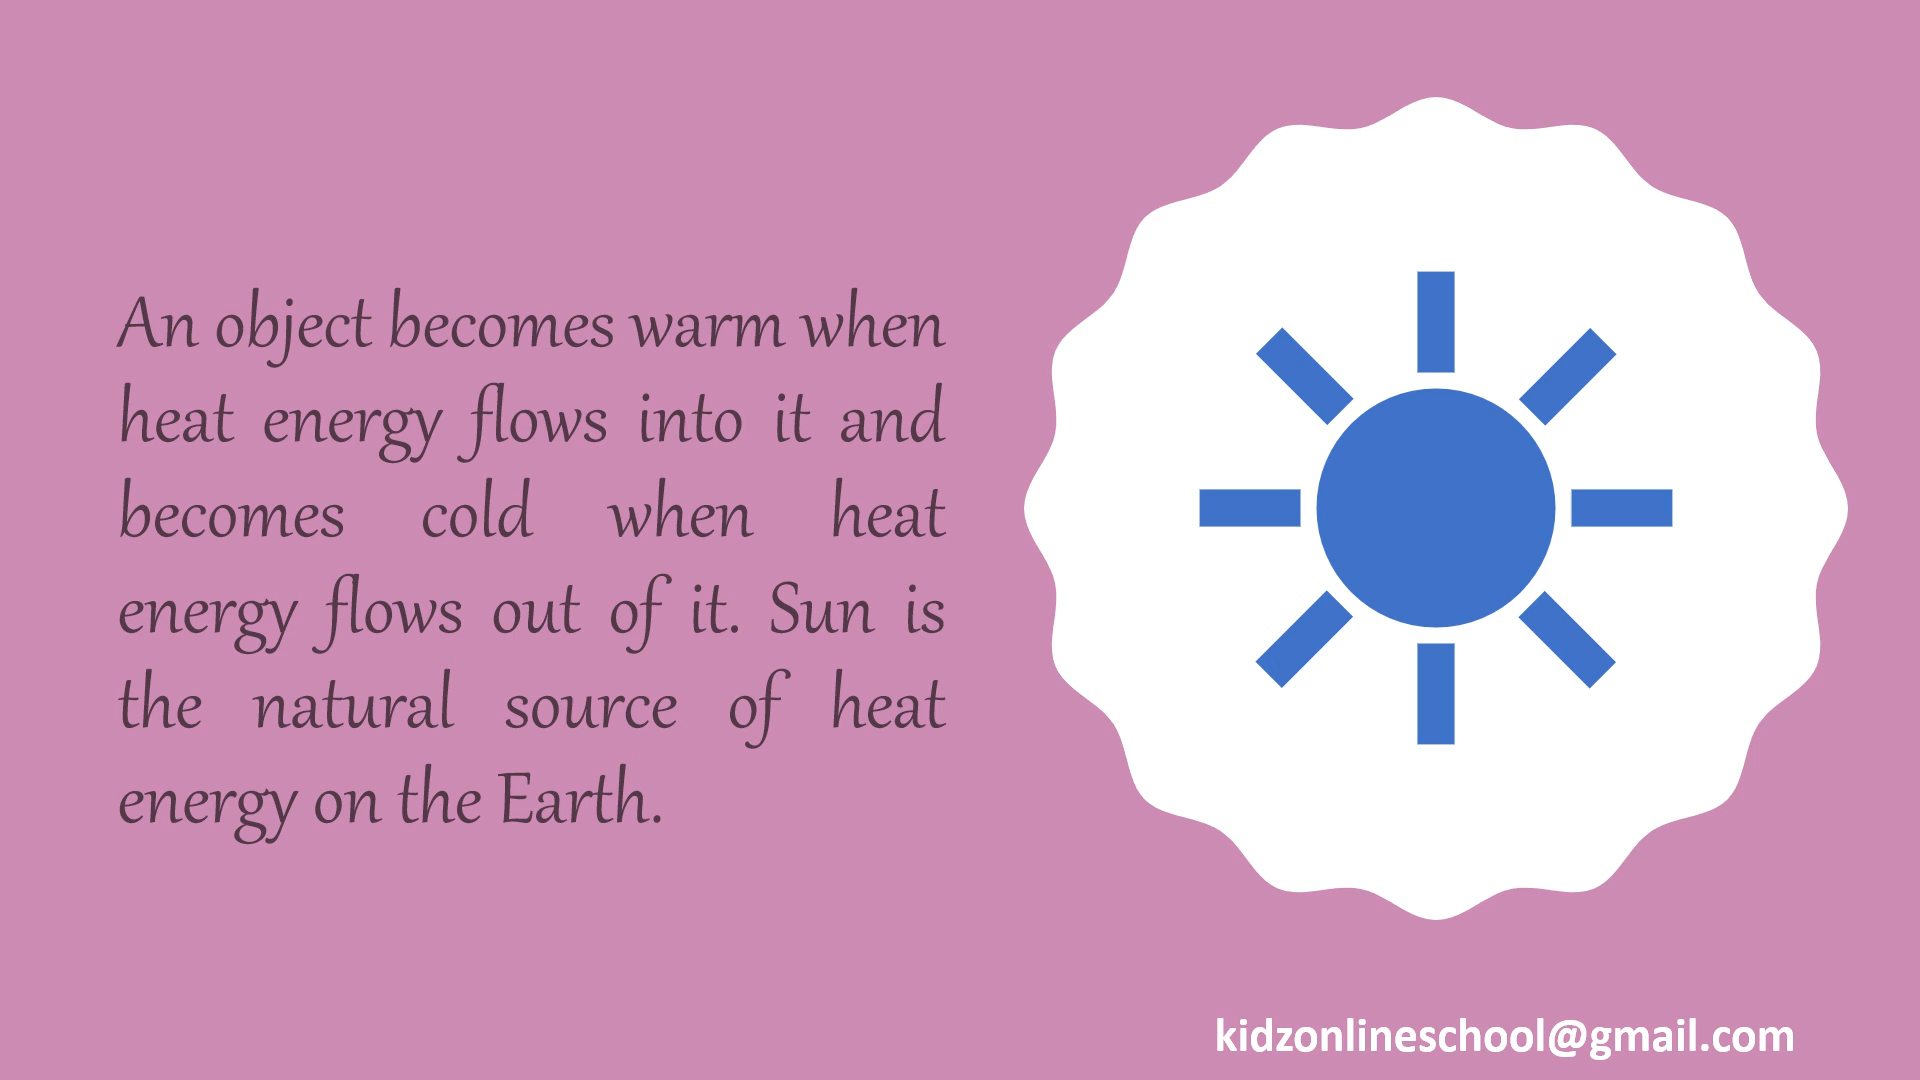 An object becomes warm when
heat energy flows into it and
becomes cold when heat
energy flows out of it. Sun is
the natural source of heat
energy on the Earth.
kidzonlineschool@gmail.com